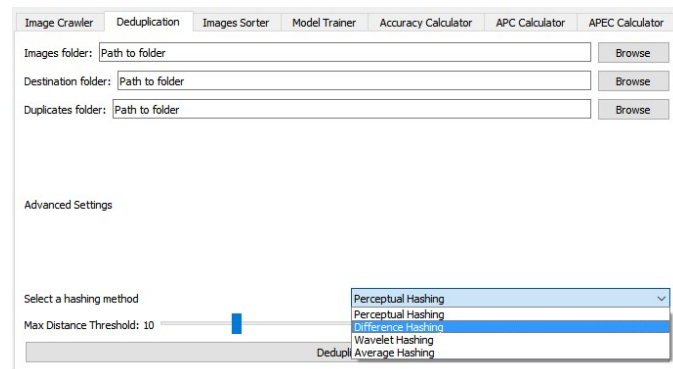 Image Crawler Deduplication Images Sorter Model Trainer Accuracy Calculator APC Calculator APEC Calculator
Images folder: Path to folder Browse
Destination folder: Path to folder Browse
Duplicates folder: Path to folder Browse
Advanced Settings
Select a hashing method Perceptual Hashing
Perceptual Hashing
Max Distance Threshold: 10 Difference Hashing
Wavelet Hashing
Average Hashing